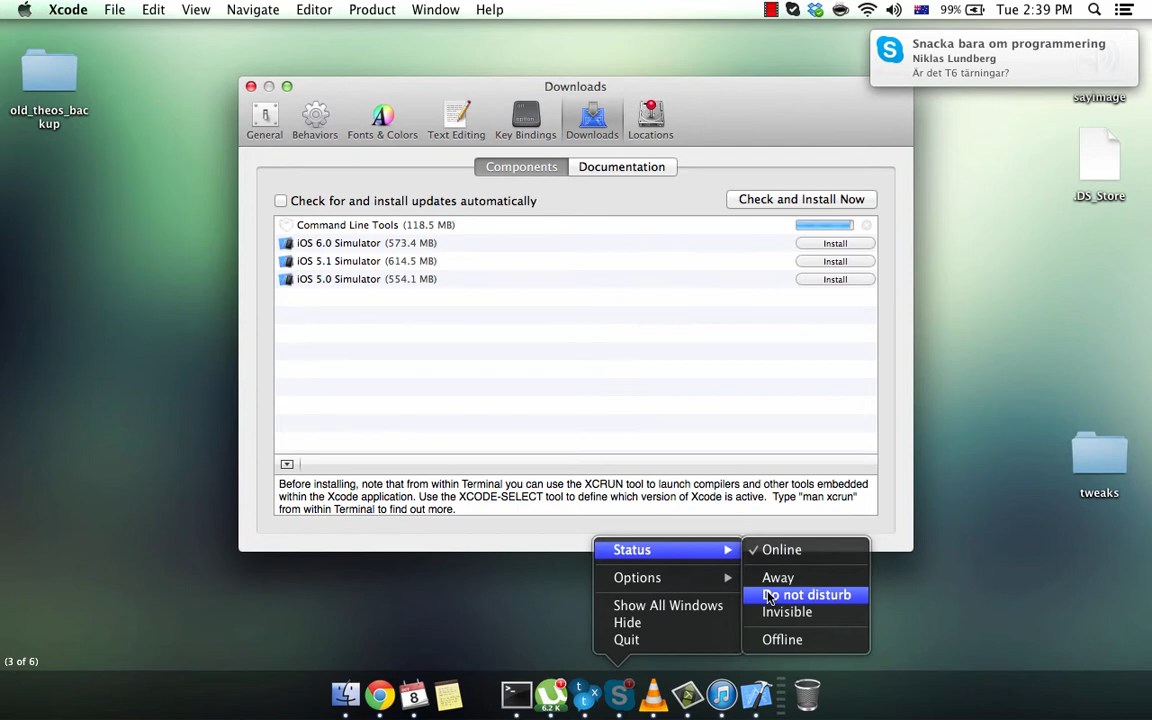 Xcode File Edit View Navigate Editor Product Window Help 99% Tue 2:39 PM
Snacka bara om programmering
Niklas Lundberg
Är det T6 tärningar?
old_theos_bac
kup
sayimage
.DS_Store
tweaks
Downloads
General Behaviors Fonts & Colors Text Editing Key Bindings Downloads Locations
option
Components Documentation
Check for and install updates automatically Check and Install Now
Command Line Tools (118.5 MB)
iOS 6.0 Simulator (573.4 MB) Install
iOS 5.1 Simulator (614.5 MB) Install
iOS 5.0 Simulator (554.1 MB) Install
Before installing, note that from within Terminal you can use the XCRUN tool to launch compilers and other tools embedded
within the Xcode application. Use the XCODE-SELECT tool to define which version of Xcode is active. Type "man xcrun"
from within Terminal to find out more.
Status Online
Options Away
Do not disturb
Show All Windows Invisible
Hide
Quit Offline
(3 of 6)
8
6.2 K